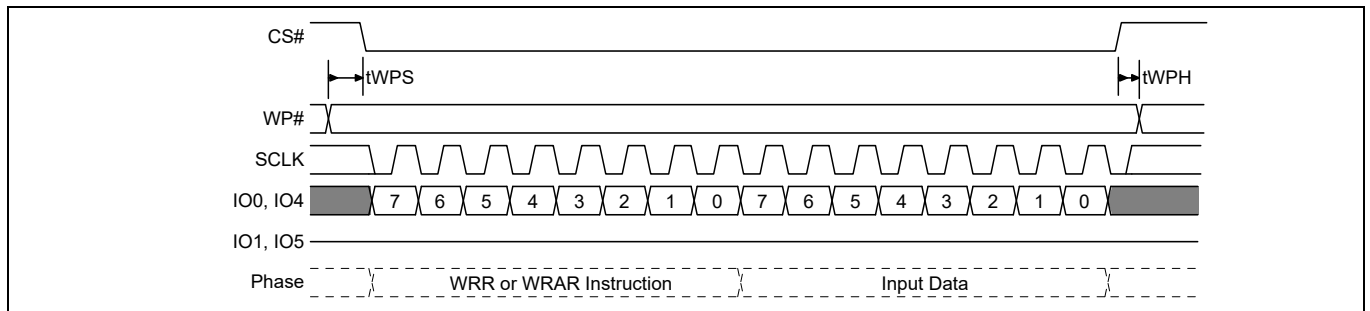 CS#
tWPS tWPH
WP#
SCLK
IO0, IO4 7 6 5 4 3 2 1 0 7 6 5 4 3 2 1 0
IO1, IO5
Phase WRR or WRAR Instruction Input Data